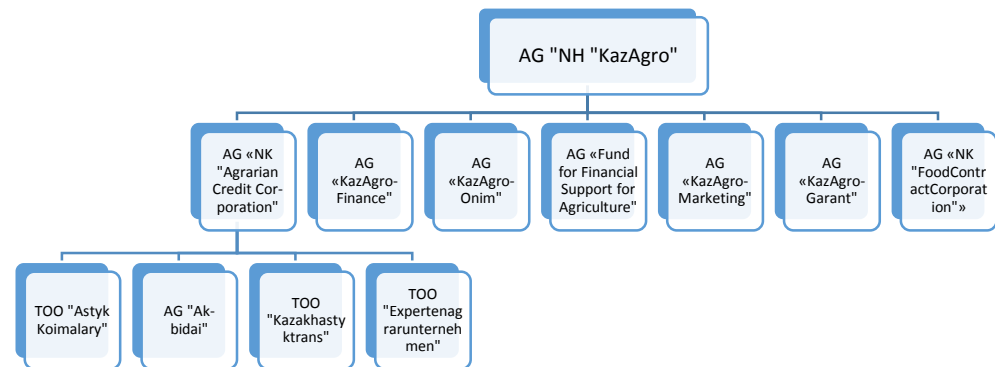 AG "NH "KazAgro"
AG «NK
"Agrarian
Credit Cor-
poration"
AG
«KazAgro-
Finance"
AG
«KazAgro-
Onim"
AG «Fund
for Financial
Support for
Agriculture"
AG
«KazAgro-
Marketing"
AG
«KazAgro-
Garant"
AG «NK
"FoodContr
actCorporat
ion"»
TOO "Astyk
Koimalary"
AG "Ak-
bidai"
TOO
"Kazakhasty
ktrans"
TOO
"Expertenag
rarunterneh
men"